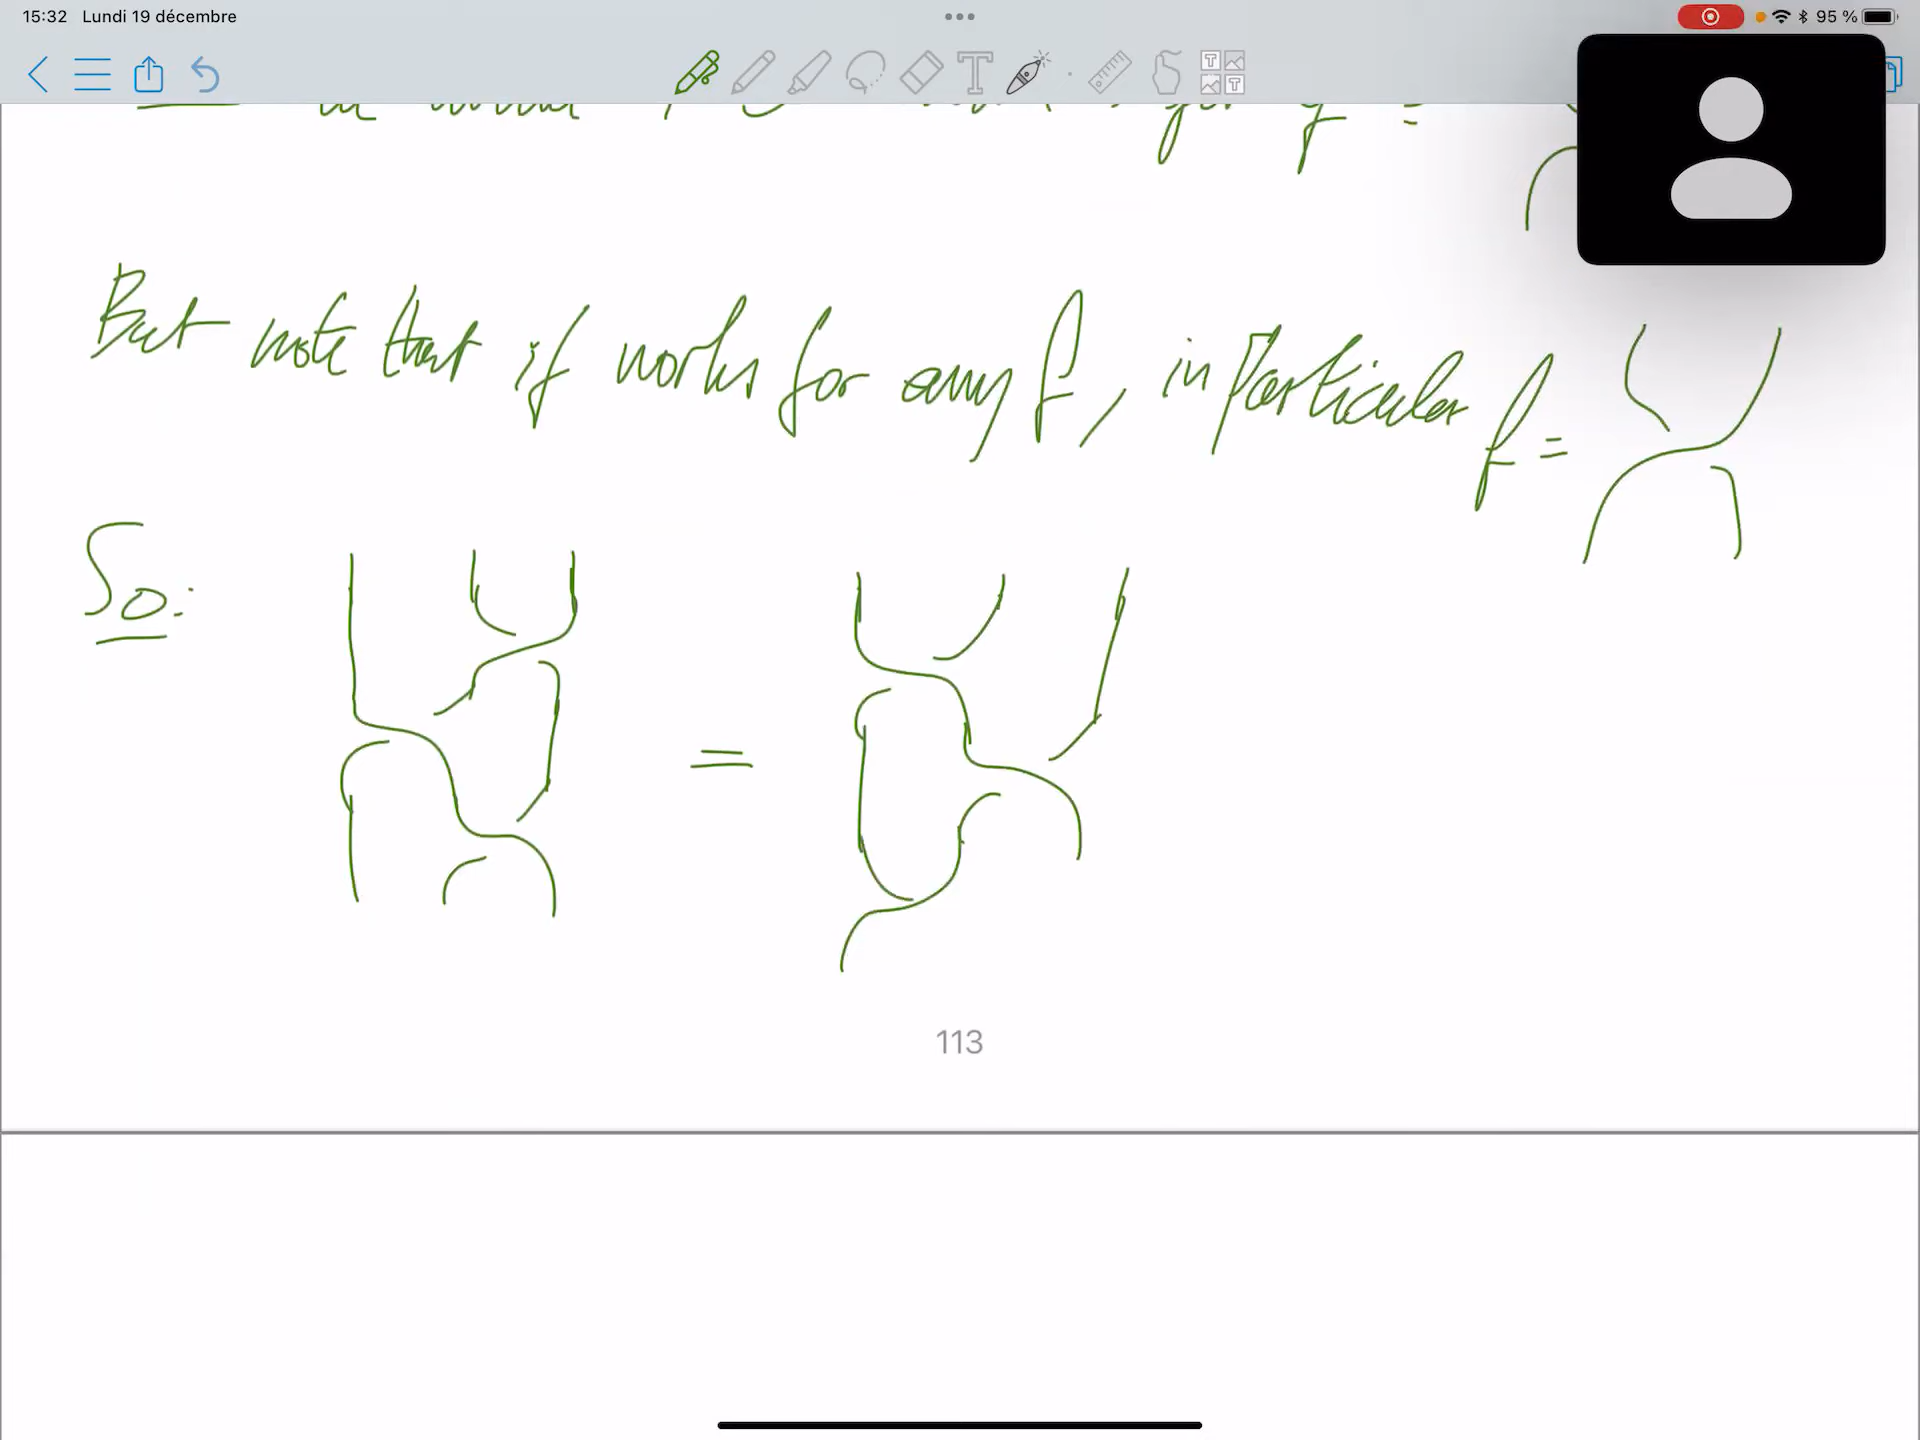 15:32 Lundi 19 décembre
95 %
But note that if works for any f, in particular f =
So:
=
113